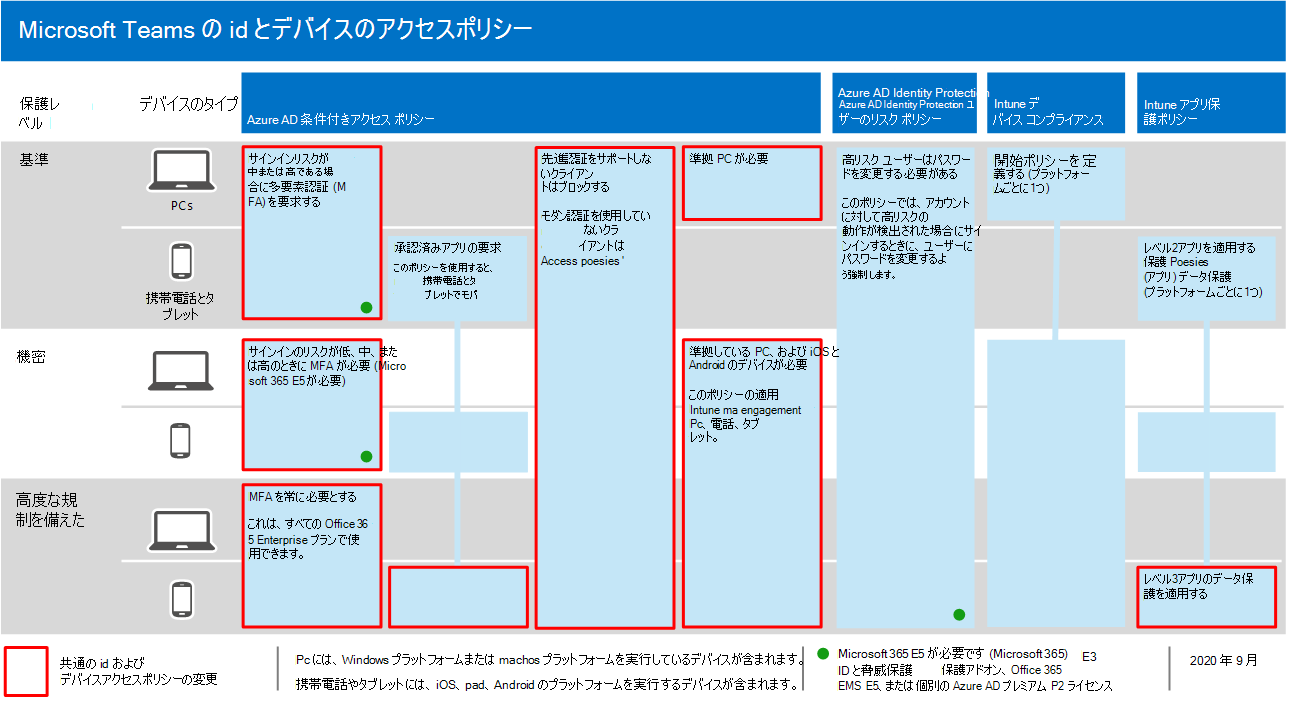 Microsoft Teams の id とデバイスのアクセスポリシー
保護レ
ベル
デバイスのタイプ
Azure AD 条件付きアクセス ポリシー
Azure AD Identity Protection
Azure AD Identity Protection ユ
ザーのリスク ポリシー
Intune デ
バイス コンプライアンス
Intune アプリ保
護ポリシー
基準
PCs
携帯電話とタ
ブレット
サインインリスクが
中または高である場
合に多要素認証 (M
FA) を要求する
承認済みアプリの要求
このポリシーを使用すると、
携帯電話とタ
ブレットでモバ
先進認証をサポートしな
いクライアン
トはブロックする
モダン認証を使用してい
ないクラ
イアントは
Access poesies '
準拠 PC が必要
高リスク ユーザーはパスワー
ドを変更する必要がある
このポリシーでは、アカウント
に対して高リスクの
動作が検出された場合にサイ
ンインするときに、ユーザーに
パスワードを変更するよ
う強制します。
開始ポリシーを 定
義する (プラットフォー
ムごとに1つ)
レベル2アプリを適用する
保護 Poesies
(アプリ) データ保護
(プラットフォームごとに1つ)
機密
サインインのリスクが低、中、また
は高のときに MFA が必要 (Micro
soft 365 E5 が必要)
準拠している PC、および iOS と
Android のデバイスが必要
このポリシーの適用
Intune ma engagement
Pc、電話、タブ
レット。
高度な規
制を備えた
MFA を常に必要とする
これは、すべての Office 36
5 Enterprise プランで使
用できます。
レベル3アプリのデータ保
護を適用する
共通の id および
デバイスアクセスポリシーの変更
Pc には、Windows プラットフォームまたは machos プラットフォームを実行しているデバイスが含まれます。
携帯電話やタブレットには、iOS、pad、Android のプラットフォームを実行するデバイスが含まれます。
Microsoft 365 E5 が必要です (Microsoft 365) E3
ID と脅威保護 保護アドオン、Office 365
EMS E5、または個別の Azure AD プレミアム P2 ライセンス
2020 年 9 月